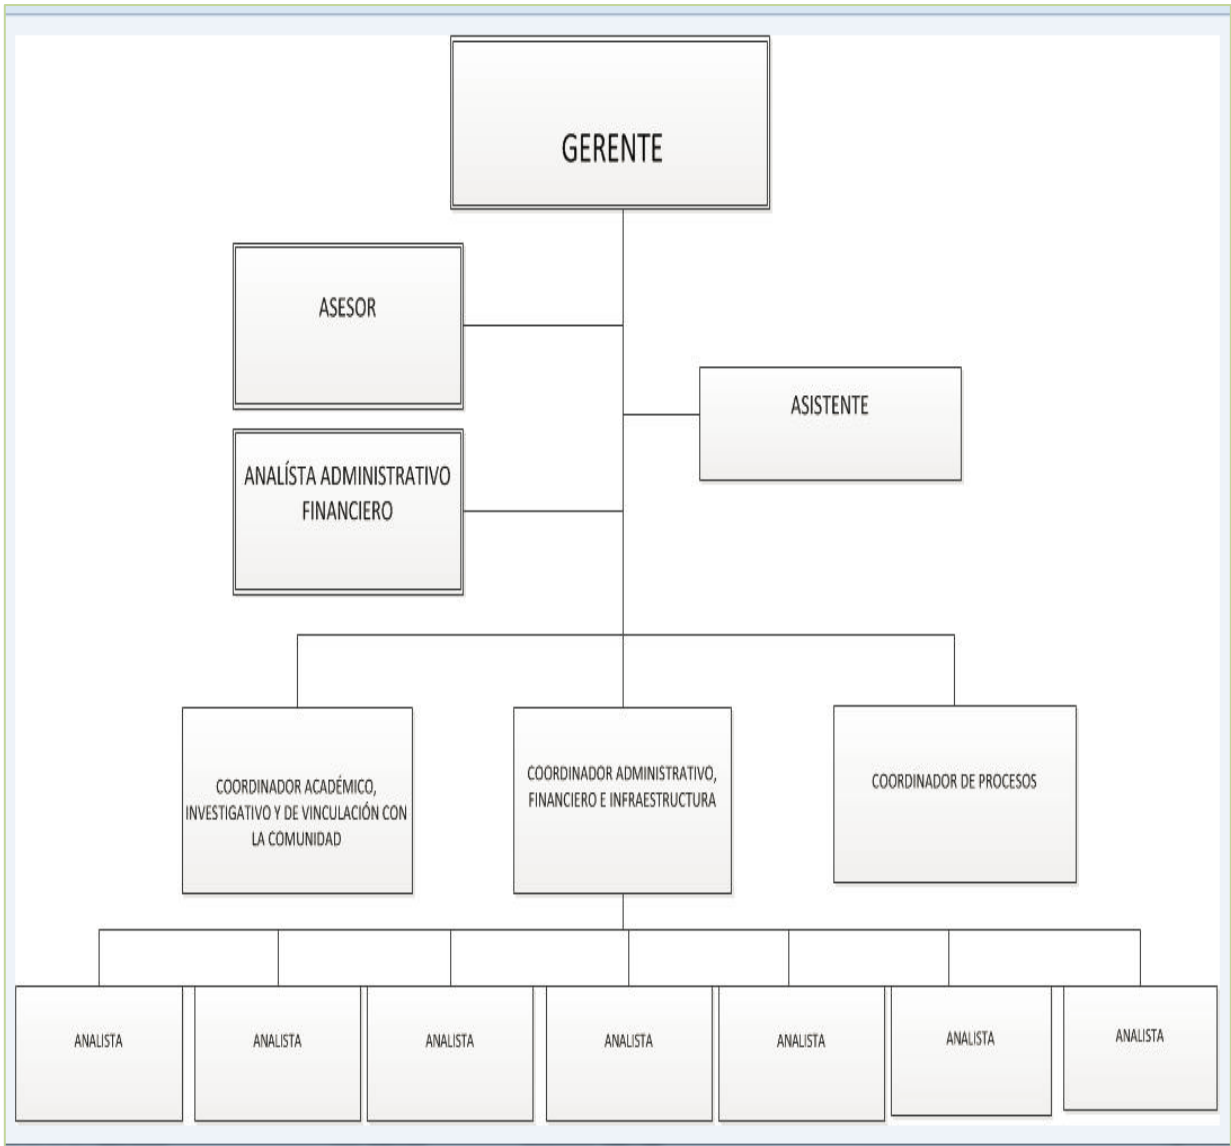 GERENTE
ASESOR
ASISTENTE
ANALÍSTA ADMINISTRATIVO
FINANCIERO
COORDINADOR ACADÉMICO,
INVESTIGATIVO Y DE VINCULACIÓN CON
LA COMUNIDAD
COORDINADOR ADMINISTRATIVO,
FINANCIERO E INFRAESTRUCTURA
COORDINADOR DE PROCESOS
ANALISTA
ANALISTA
ANALISTA
ANALISTA
ANALISTA
ANALISTA
ANALISTA